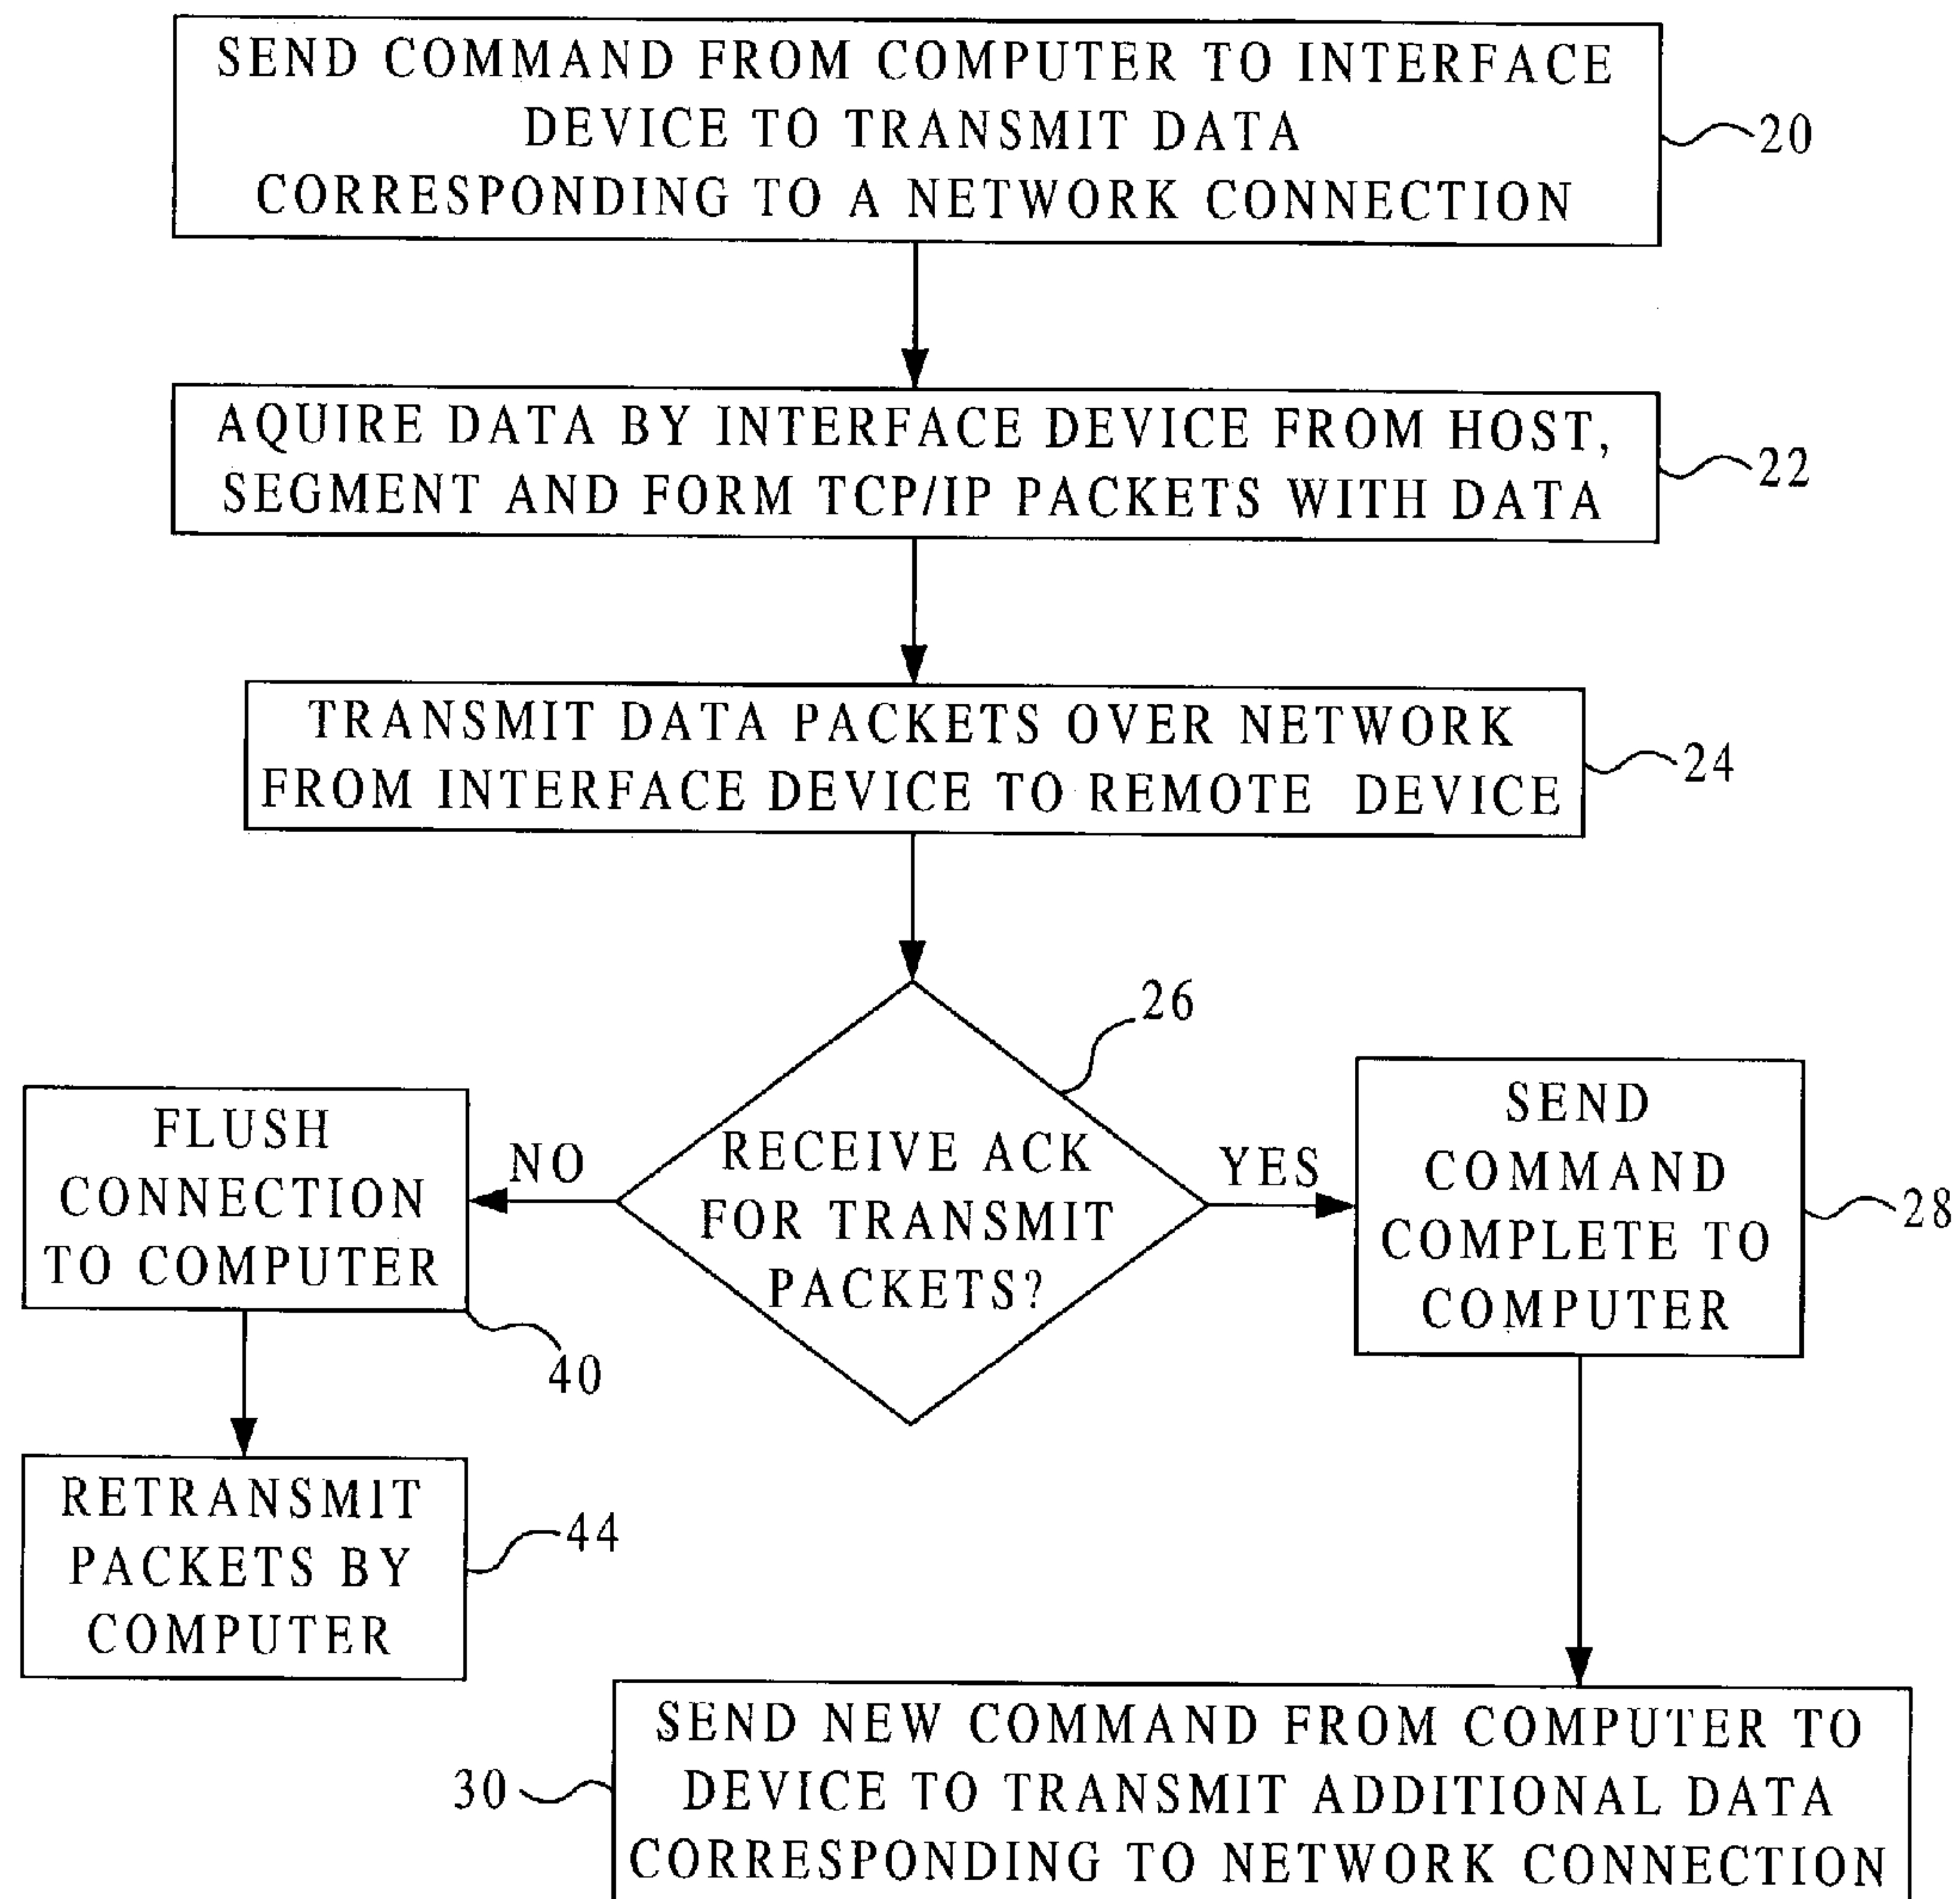 SEND COMMAND FROM COMPUTER TO INTERFACE
DEVICE TO TRANSMIT DATA
CORRESPONDING TO A NETWORK CONNECTION
20
AQUIRE DATA BY INTERFACE DEVICE FROM HOST,
SEGMENT AND FORM TCP/IP PACKETS WITH DATA
22
TRANSMIT DATA PACKETS OVER NETWORK
FROM INTERFACE DEVICE TO REMOTE DEVICE
24
26
RECEIVE ACK
FOR TRANSMIT
PACKETS?
NO
FLUSH
CONNECTION
TO COMPUTER
40
RETRANSMIT
PACKETS BY
COMPUTER
44
YES
SEND
COMMAND
COMPLETE TO
COMPUTER
28
SEND NEW COMMAND FROM COMPUTER TO
DEVICE TO TRANSMIT ADDITIONAL DATA
CORRESPONDING TO NETWORK CONNECTION
30